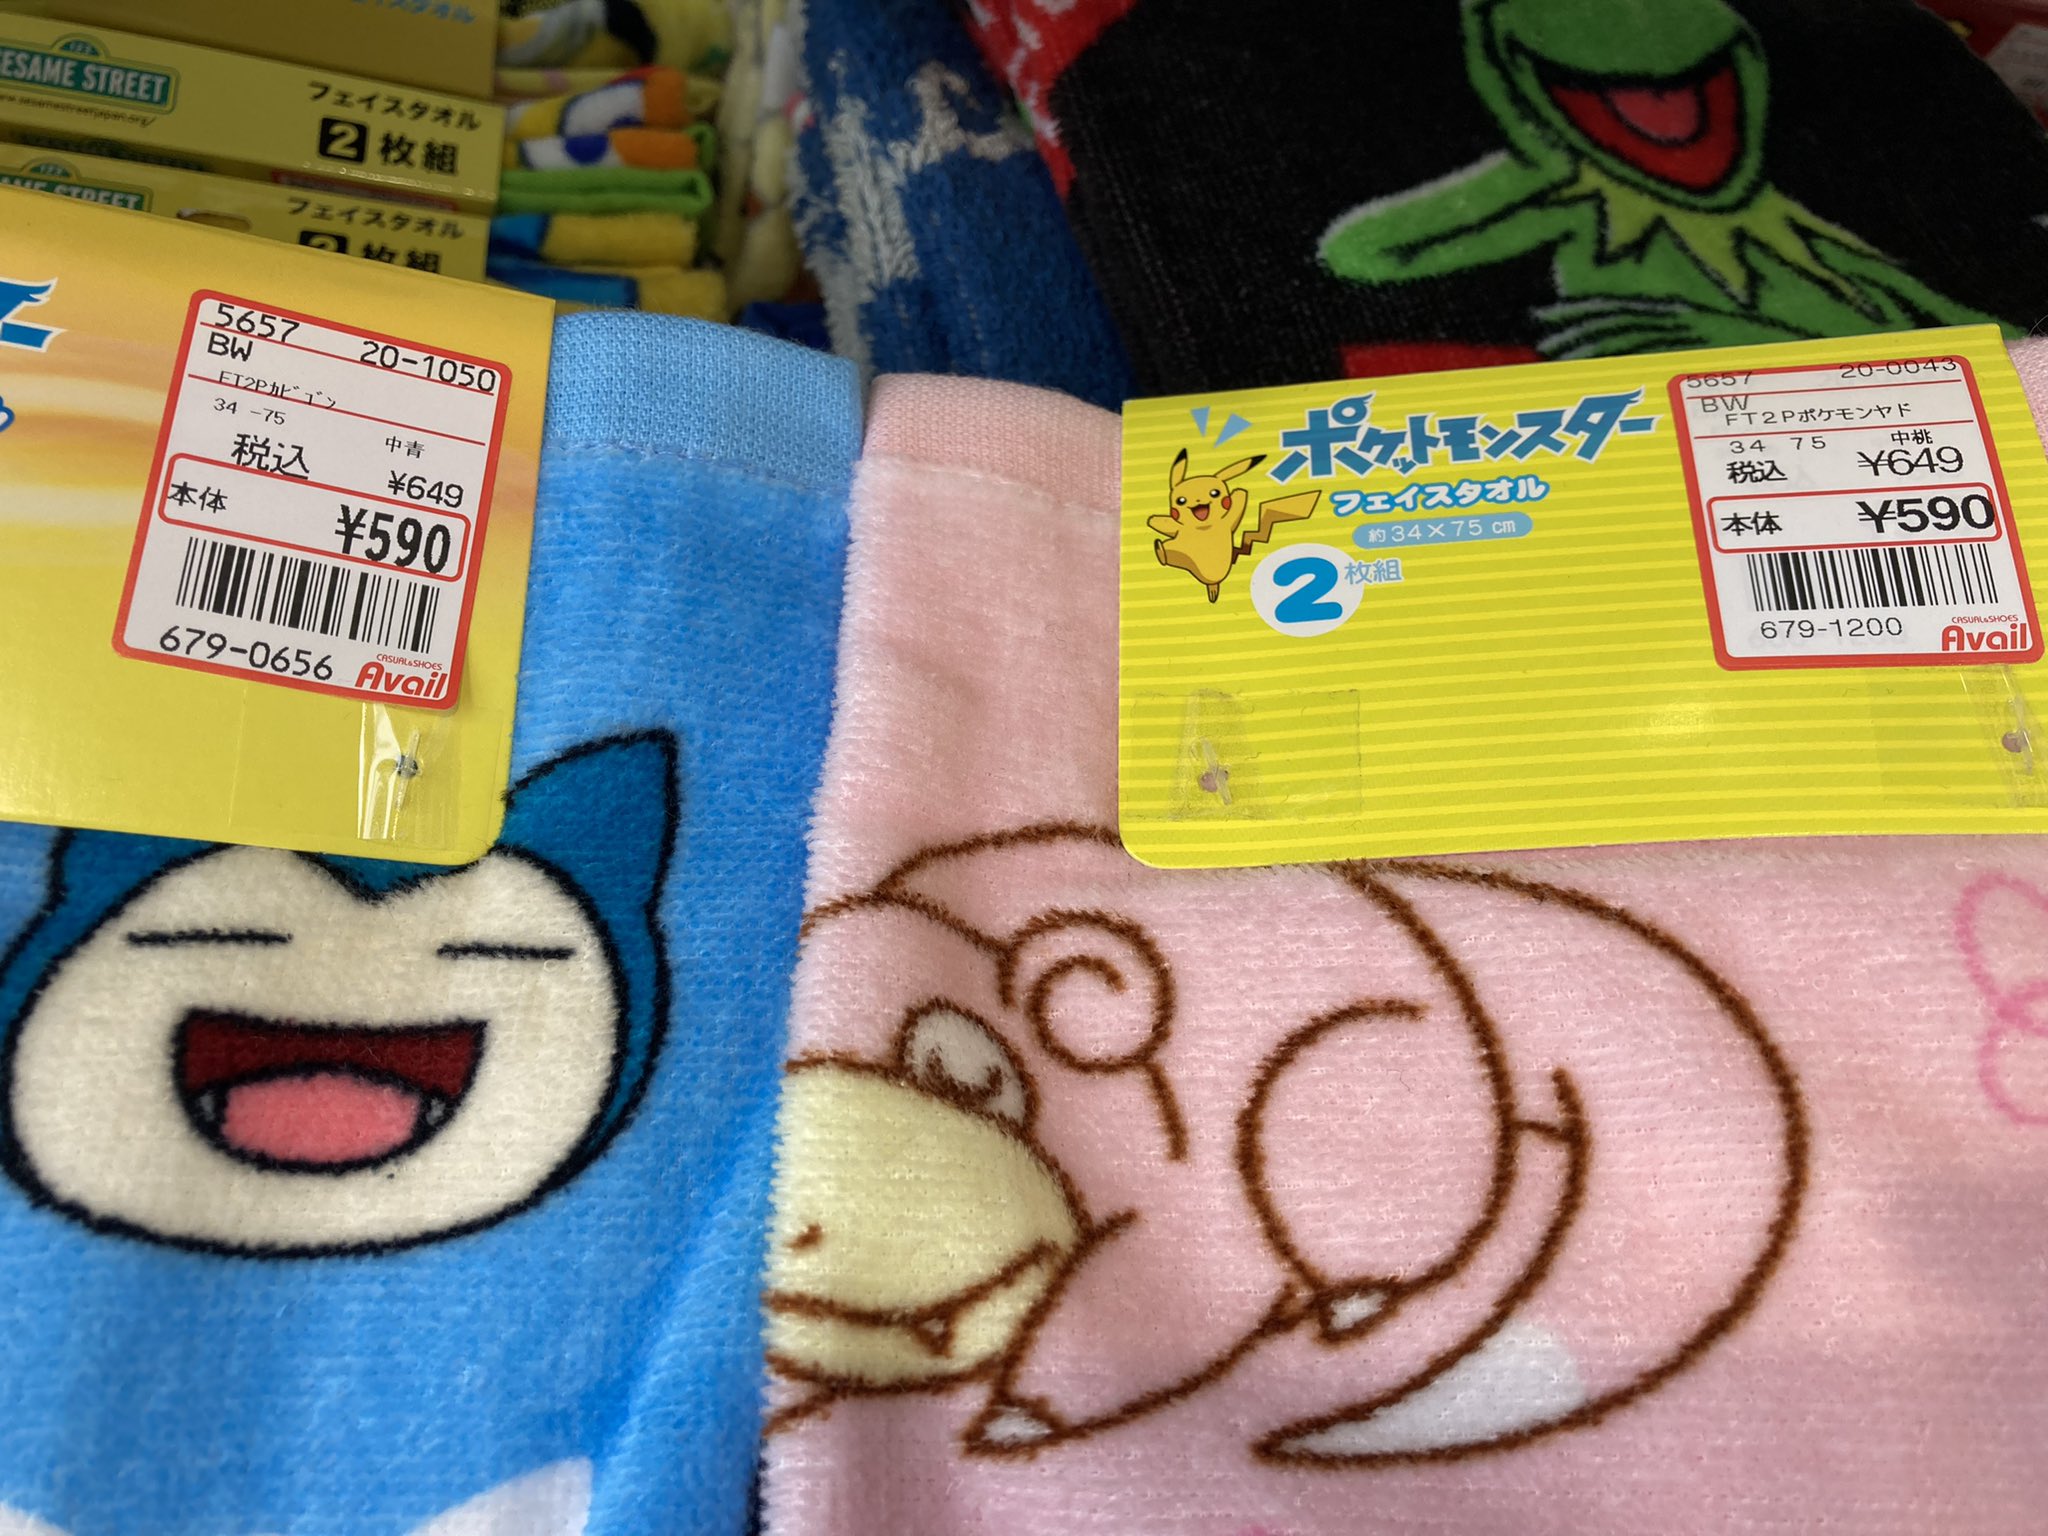 SESAME STREET
フェイスタオル
2枚組
フェイスタオル
2枚組
5657 20-1050
BW
FT2Pｶﾋﾞｺﾞﾝ
34 -75
中青
税込 ¥649
本体 ¥590
679-0656
CASUAL&SHOES
Avail
ポケットモンスター
フェイスタオル
約34×75cm
2枚組
5657 20-0043
BW
FT2Pポケモンヤド
34 75 中桃
税込 ¥649
本体 ¥590
679-1200
CASUAL&SHOES
Avail